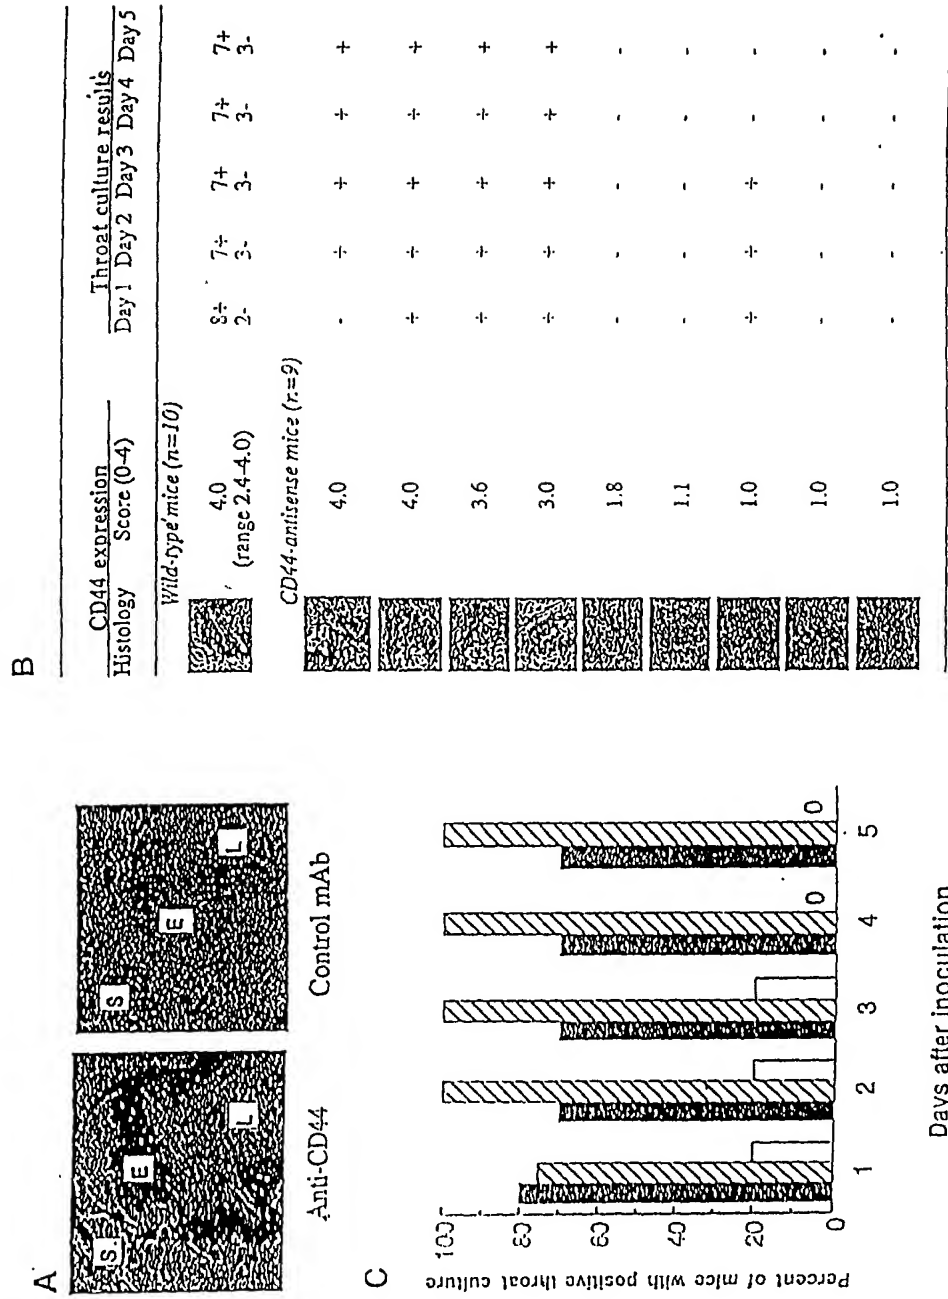 A
S
E
L
Anti-CD44
S
E
L
Control mAb
B
CD44 expression Throat culture results
Histology Score (0-4) Day 1 Day 2 Day 3 Day 4 Day 5
Wild-type mice (n=10)
4.0 8+ 7+ 7+ 7+ 7+
(range 2.4-4.0) 2- 3- 3- 3- 3-
CD44-antisense mice (n=9)
4.0 - + + + +
4.0 + + + + +
3.6 + + + + +
3.0 + + + + +
1.8 - - - - -
1.1 - - - - -
1.0 + + + - -
1.0 - - - - -
1.0 - - - - -
C
Percent of mice with positive throat culture
100
80
60
40
20
0
0 0
1 2 3 4 5
Days after inoculation